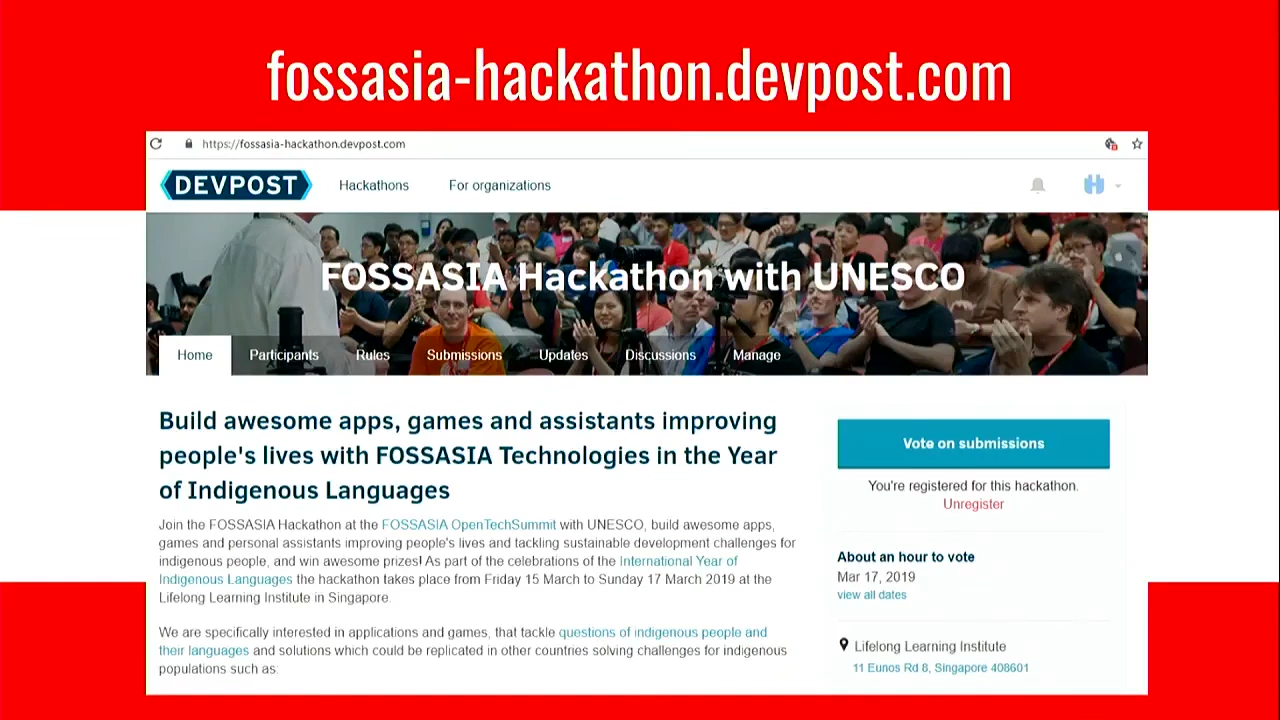 fossasia-hackathon.devpost.com
https://fossasia-hackathon.devpost.com
DEVPOST
Hackathons
For organizations
FOSSASIA Hackathon with UNESCO
Home
Participants
Rules
Submissions
Updates
Discussions
Manage
Build awesome apps, games and assistants improving
people's lives with FOSSASIA Technologies in the Year
of Indigenous Languages
Join the FOSSASIA Hackathon at the FOSSASIA OpenTechSummit with UNESCO, build awesome apps,
games and personal assistants improving people's lives and tackling sustainable development challenges for
indigenous people, and win awesome prizes! As part of the celebrations of the International Year of
Indigenous Languages the hackathon takes place from Friday 15 March to Sunday 17 March 2019 at the
Lifelong Learning Institute in Singapore.
We are specifically interested in applications and games, that tackle questions of indigenous people and
their languages and solutions which could be replicated in other countries solving challenges for indigenous
populations such as:
Vote on submissions
You're registered for this hackathon.
Unregister
About an hour to vote
Mar 17, 2019
view all dates
Lifelong Learning Institute
11 Eunos Rd 8, Singapore 408601